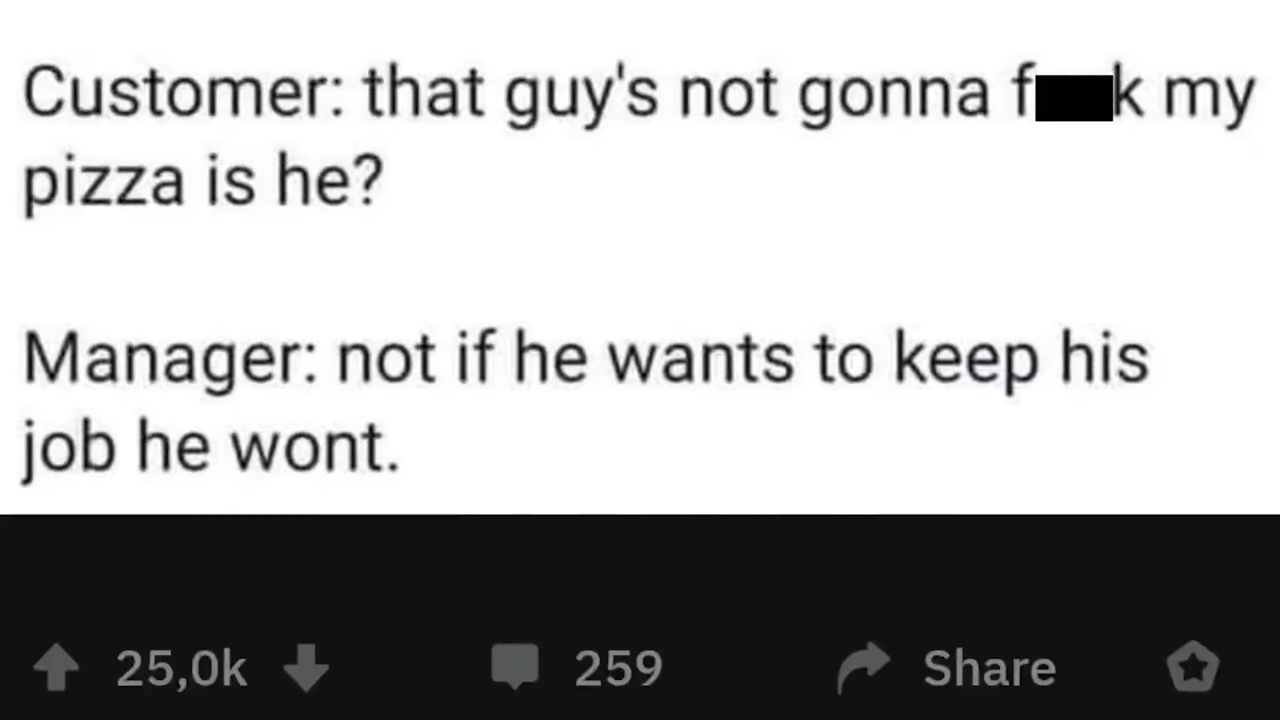 Customer: that guy's not gonna f██k my
pizza is he?
Manager: not if he wants to keep his
job he wont.
25,0k
259
Share